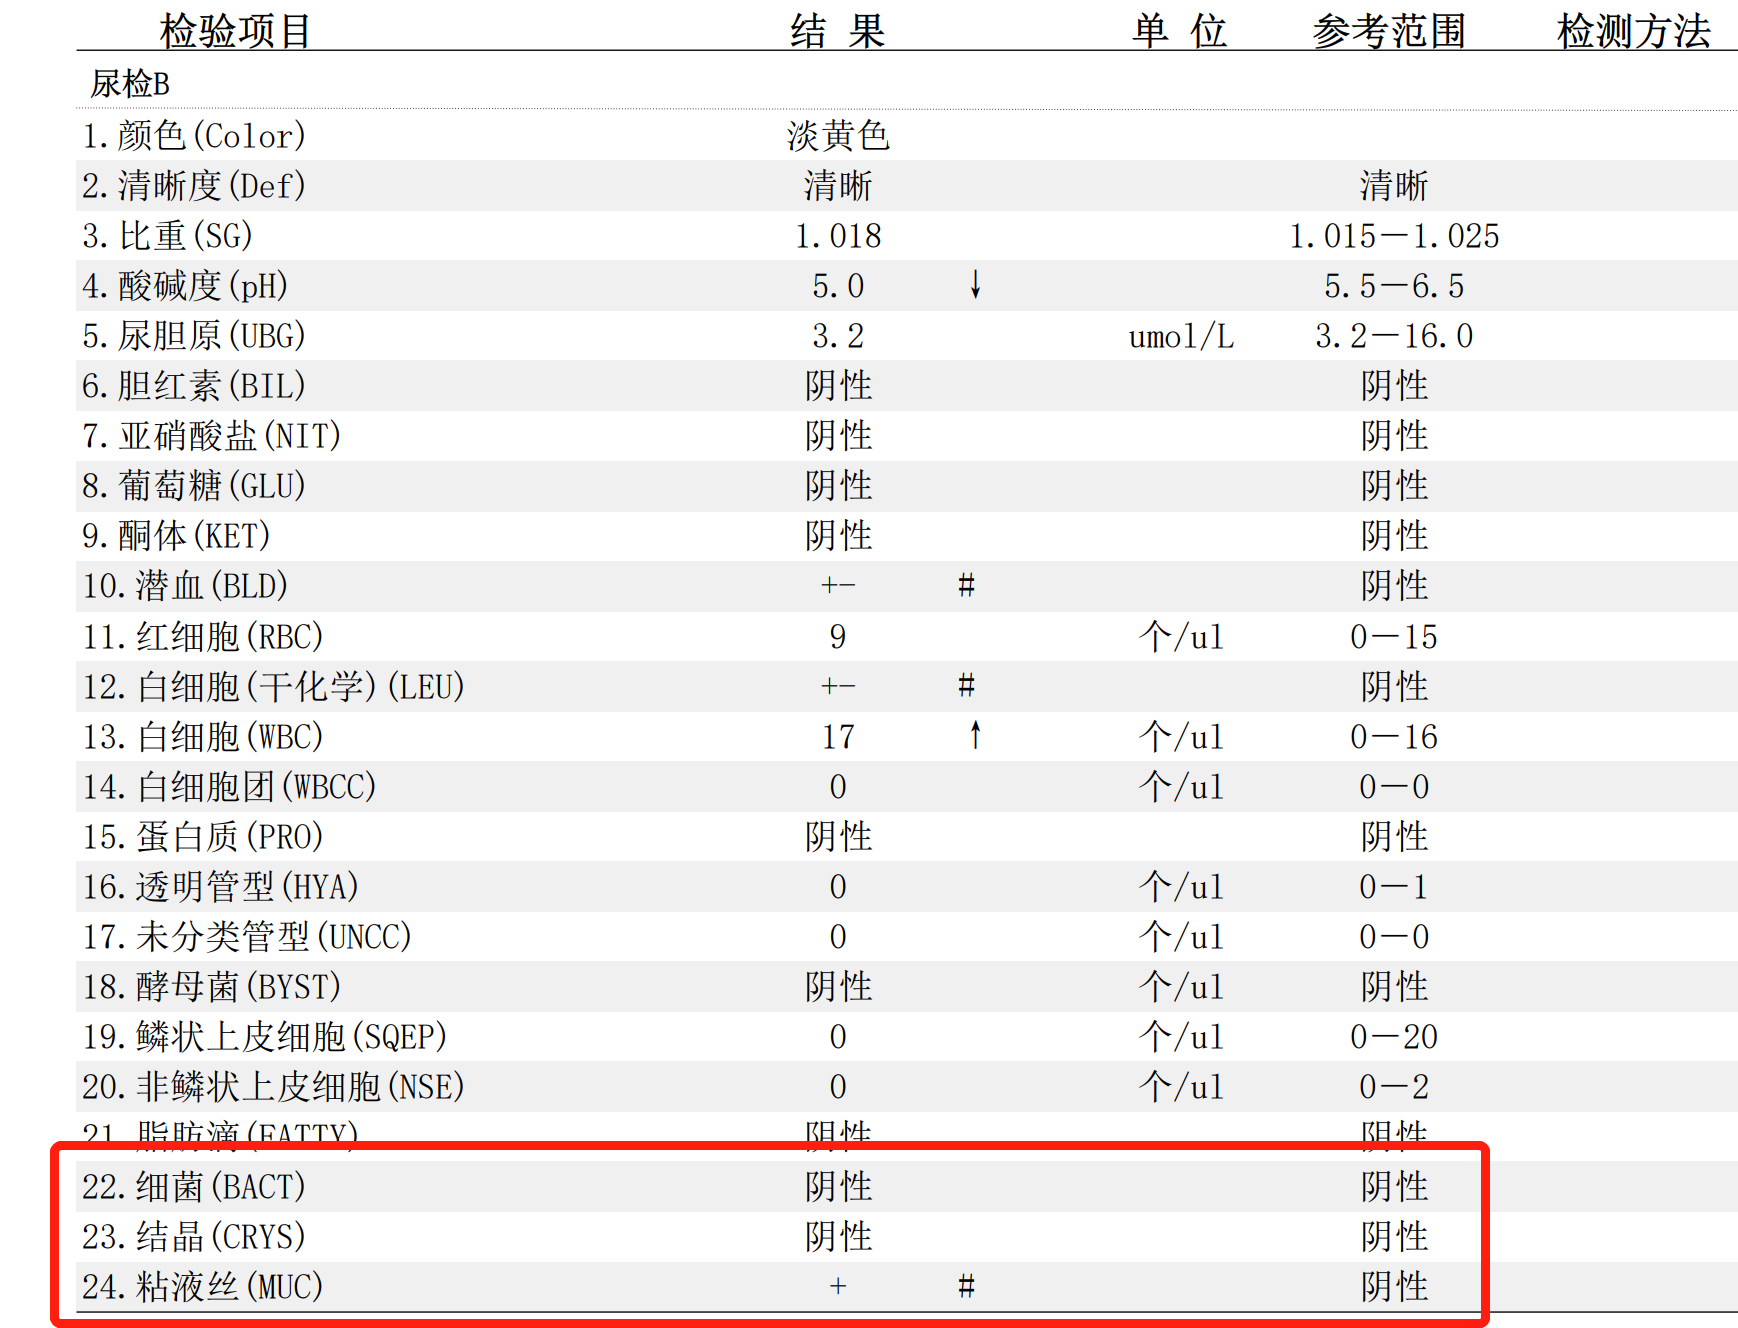 检验项目 结 果 单 位 参考范围 检测方法
尿检B
1.颜色(Color) 淡黄色
2.清晰度(Def) 清晰 清晰
3.比重(SG) 1.018 1.015—1.025
4.酸碱度(pH) 5.0 ↓ 5.5—6.5
5.尿胆原(UBG) 3.2 umol/L 3.2—16.0
6.胆红素(BIL) 阴性 阴性
7.亚硝酸盐(NIT) 阴性 阴性
8.葡萄糖(GLU) 阴性 阴性
9.酮体(KET) 阴性 阴性
10.潜血(BLD) +- # 阴性
11.红细胞(RBC) 9 个/ul 0—15
12.白细胞(干化学)(LEU) +- # 阴性
13.白细胞(WBC) 17 ↑ 个/ul 0—16
14.白细胞团(WBCC) 0 个/ul 0—0
15.蛋白质(PRO) 阴性 阴性
16.透明管型(HYA) 0 个/ul 0—1
17.未分类管型(UNCC) 0 个/ul 0—0
18.酵母菌(BYST) 阴性 个/ul 阴性
19.鳞状上皮细胞(SQEP) 0 个/ul 0—20
20.非鳞状上皮细胞(NSE) 0 个/ul 0—2
21.脂肪滴(FATTY) 阴性 阴性
22.细菌(BACT) 阴性 阴性
23.结晶(CRYS) 阴性 阴性
24.粘液丝(MUC) + # 阴性